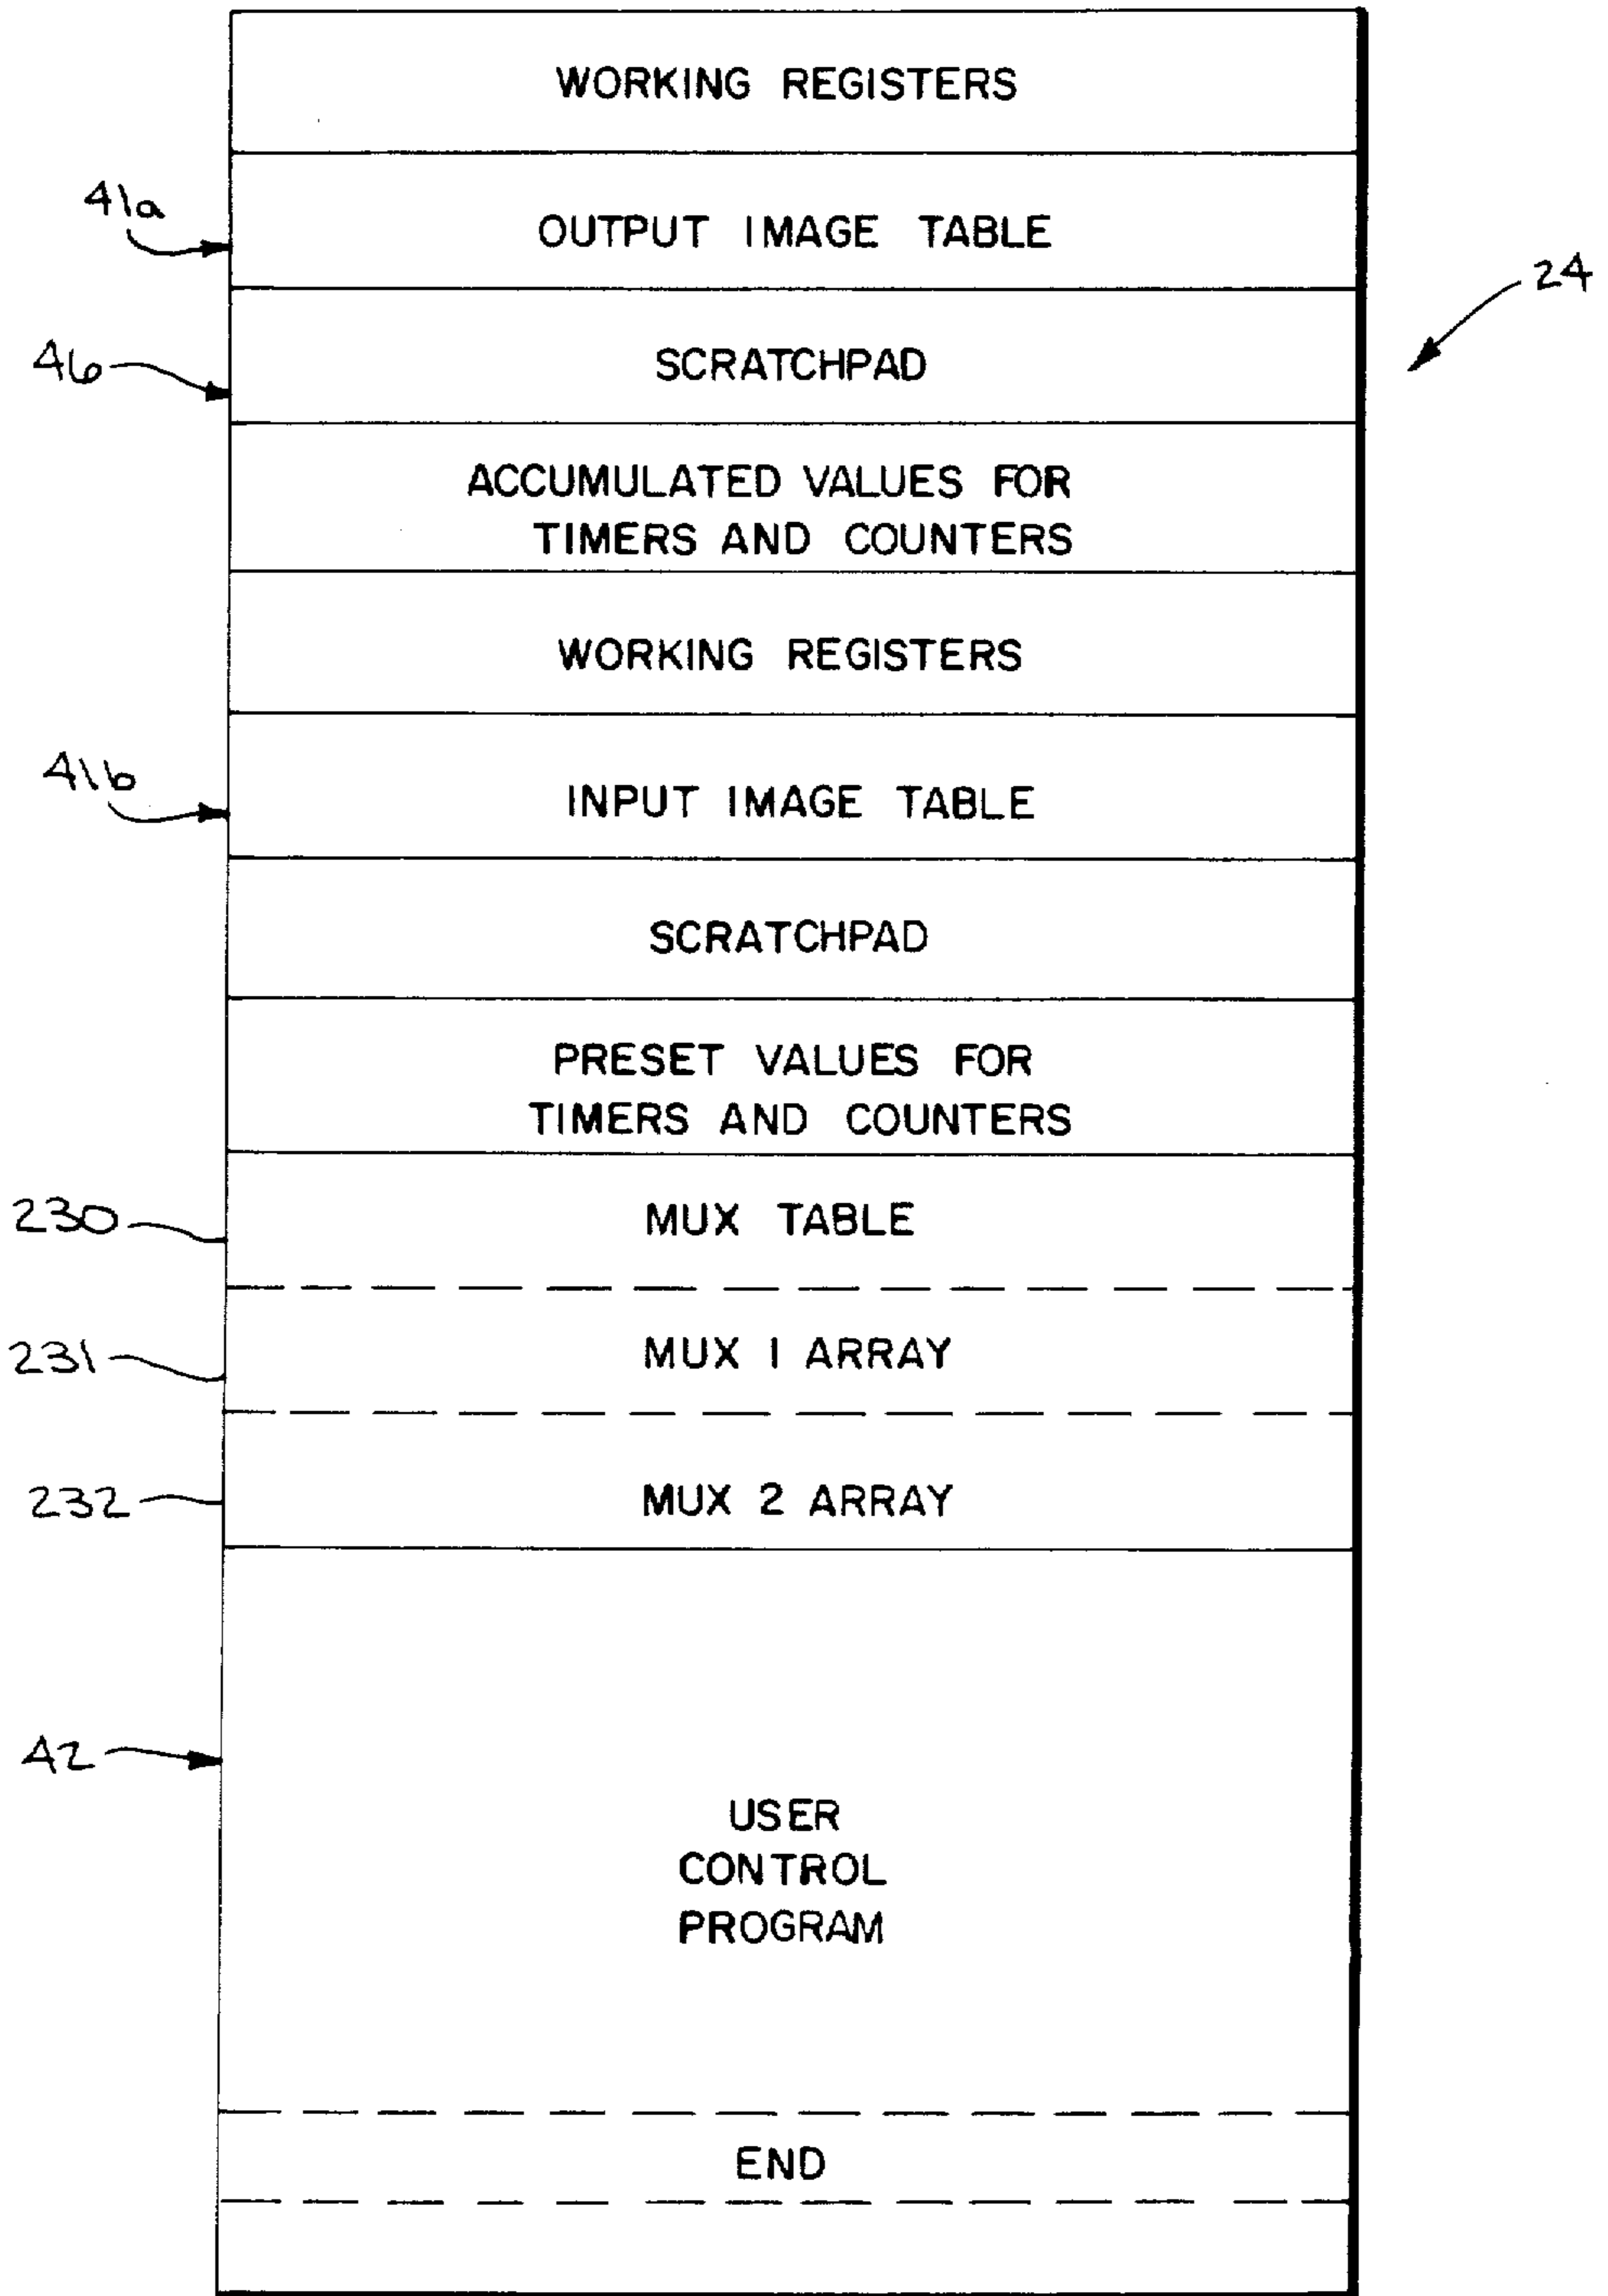 WORKING REGISTERS
41a
OUTPUT IMAGE TABLE
24
46
SCRATCHPAD
ACCUMULATED VALUES FOR
TIMERS AND COUNTERS
WORKING REGISTERS
41b
INPUT IMAGE TABLE
SCRATCHPAD
PRESET VALUES FOR
TIMERS AND COUNTERS
230
MUX TABLE
231
MUX 1 ARRAY
232
MUX 2 ARRAY
42
USER
CONTROL
PROGRAM
END